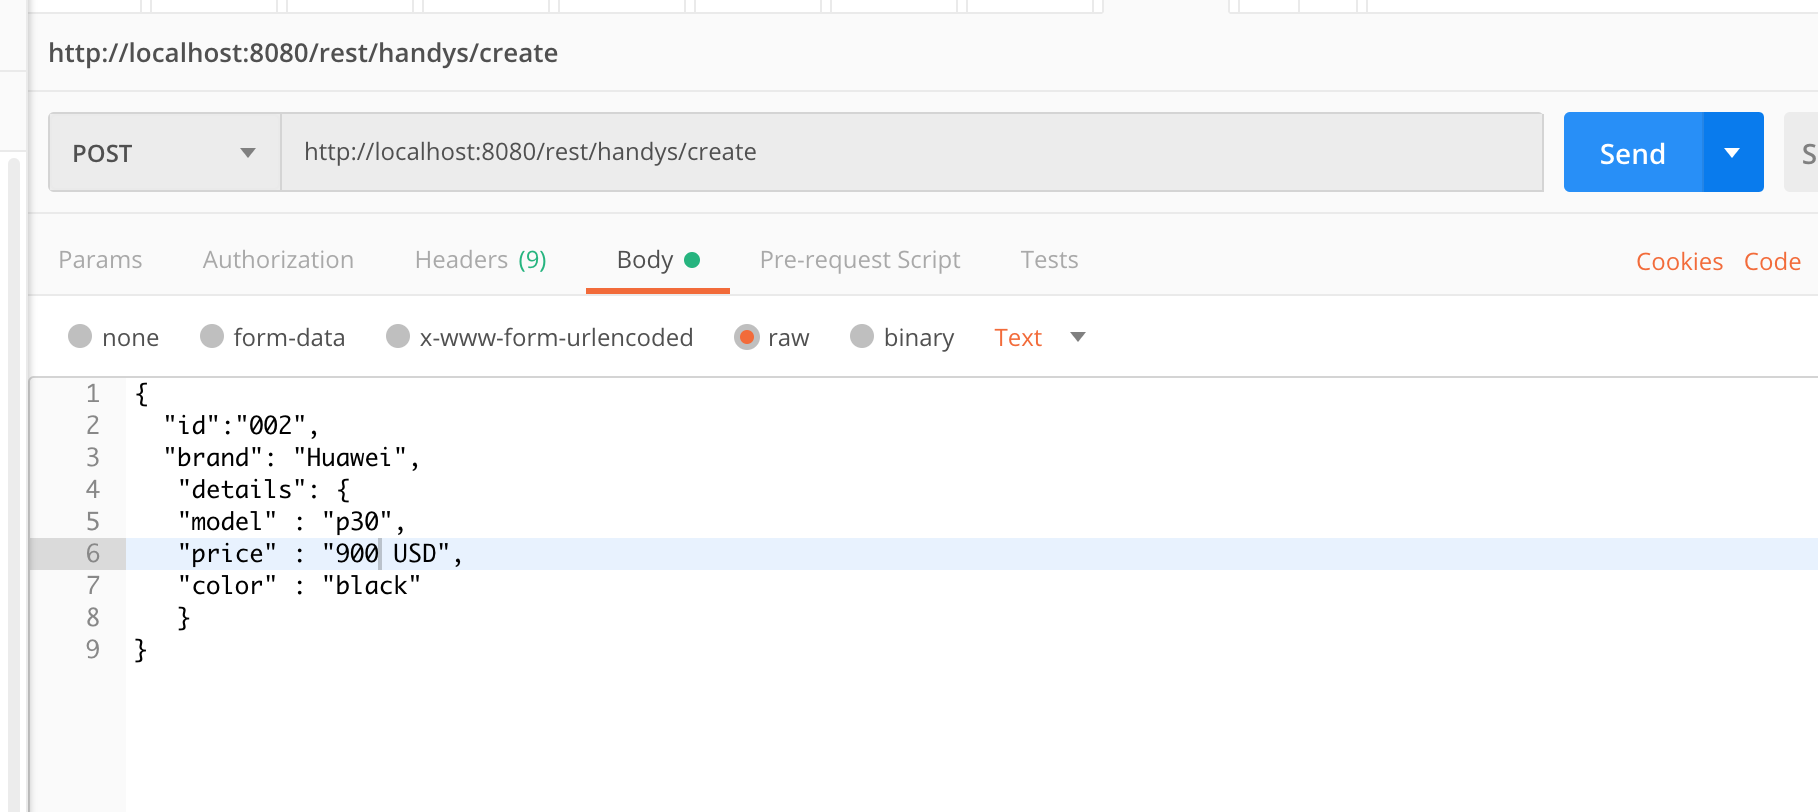 http://localhost:8080/rest/handys/create
POST http://localhost:8080/rest/handys/create Send S
Params Authorization Headers (9) Body Pre-request Script Tests Cookies Code
none form-data x-www-form-urlencoded raw binary Text
1 {
2 "id":"002",
3 "brand": "Huawei",
4 "details": {
5 "model" : "p30",
6 "price" : "900 USD",
7 "color" : "black"
8 }
9 }